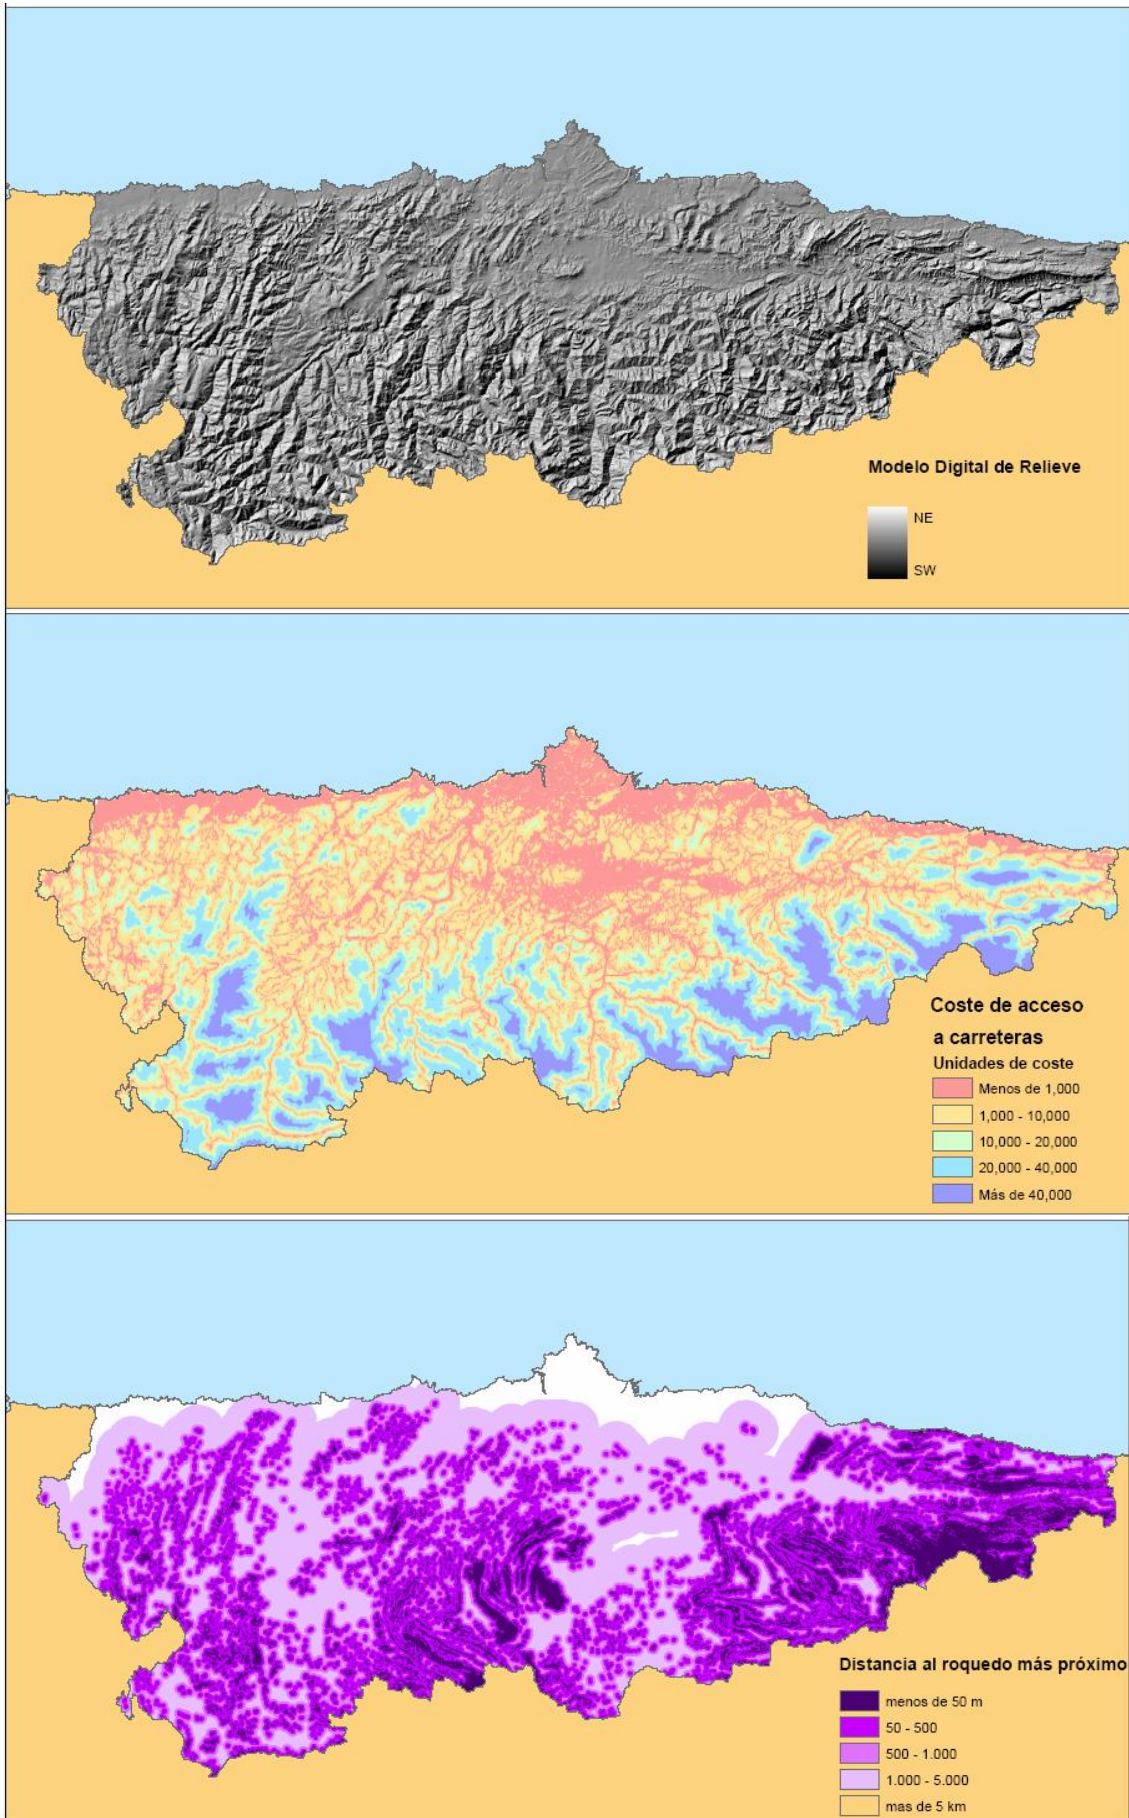 Modelo Digital de Relieve
NE
SW
Coste de acceso
a carreteras
Unidades de coste
Menos de 1,000
1,000 - 10,000
10,000 - 20,000
20,000 - 40,000
Más de 40,000
Distancia al roquedo más próximo
menos de 50 m
50 - 500
500 - 1.000
1.000 - 5.000
mas de 5 km